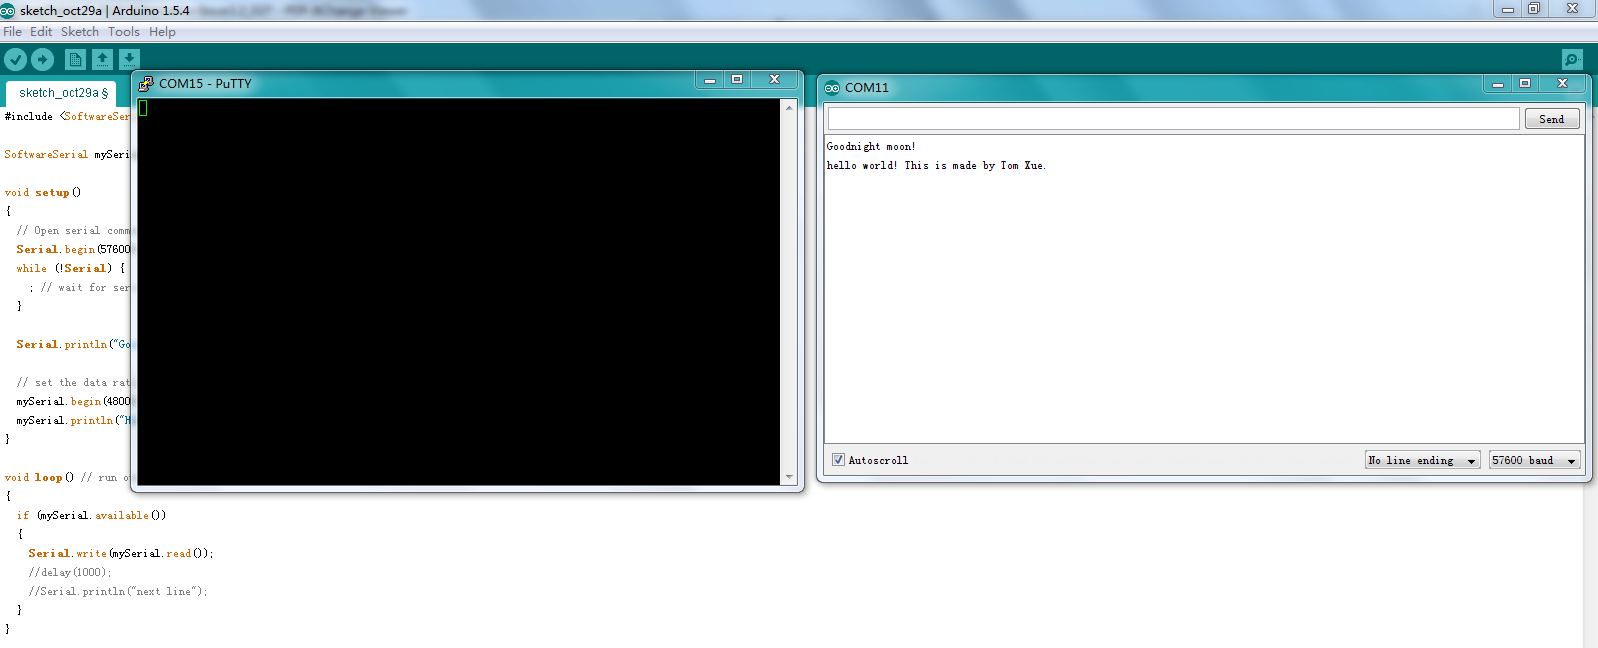 sketch_oct29a | Arduino 1.5.4
File Edit Sketch Tools Help
sketch_oct29a §
#include <SoftwareSer
SoftwareSerial mySeri
void setup()
{
// Open serial comm
Serial.begin(57600
while (!Serial) {
; // wait for ser
}
Serial.println("Go
// set the data rat
mySerial.begin(4800
mySerial.println("H
}
void loop() // run o
{
if (mySerial.available())
{
Serial.write(mySerial.read());
//delay(1000);
//Serial.println("next line");
}
}
COM15 - PuTTY
COM11
Send
Goodnight moon!
hello world! This is made by Tom Xue.
Autoscroll
No line ending
57600 baud